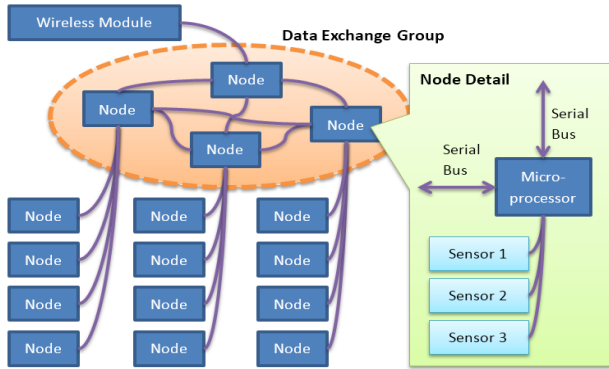 Wireless Module
Data Exchange Group
Node
Node
Node
Node
Node Detail
Serial
Bus
Serial
Bus
Micro-
processor
Node
Node
Node
Node
Node
Node
Node
Node
Node
Node
Node
Node
Sensor 1
Sensor 2
Sensor 3